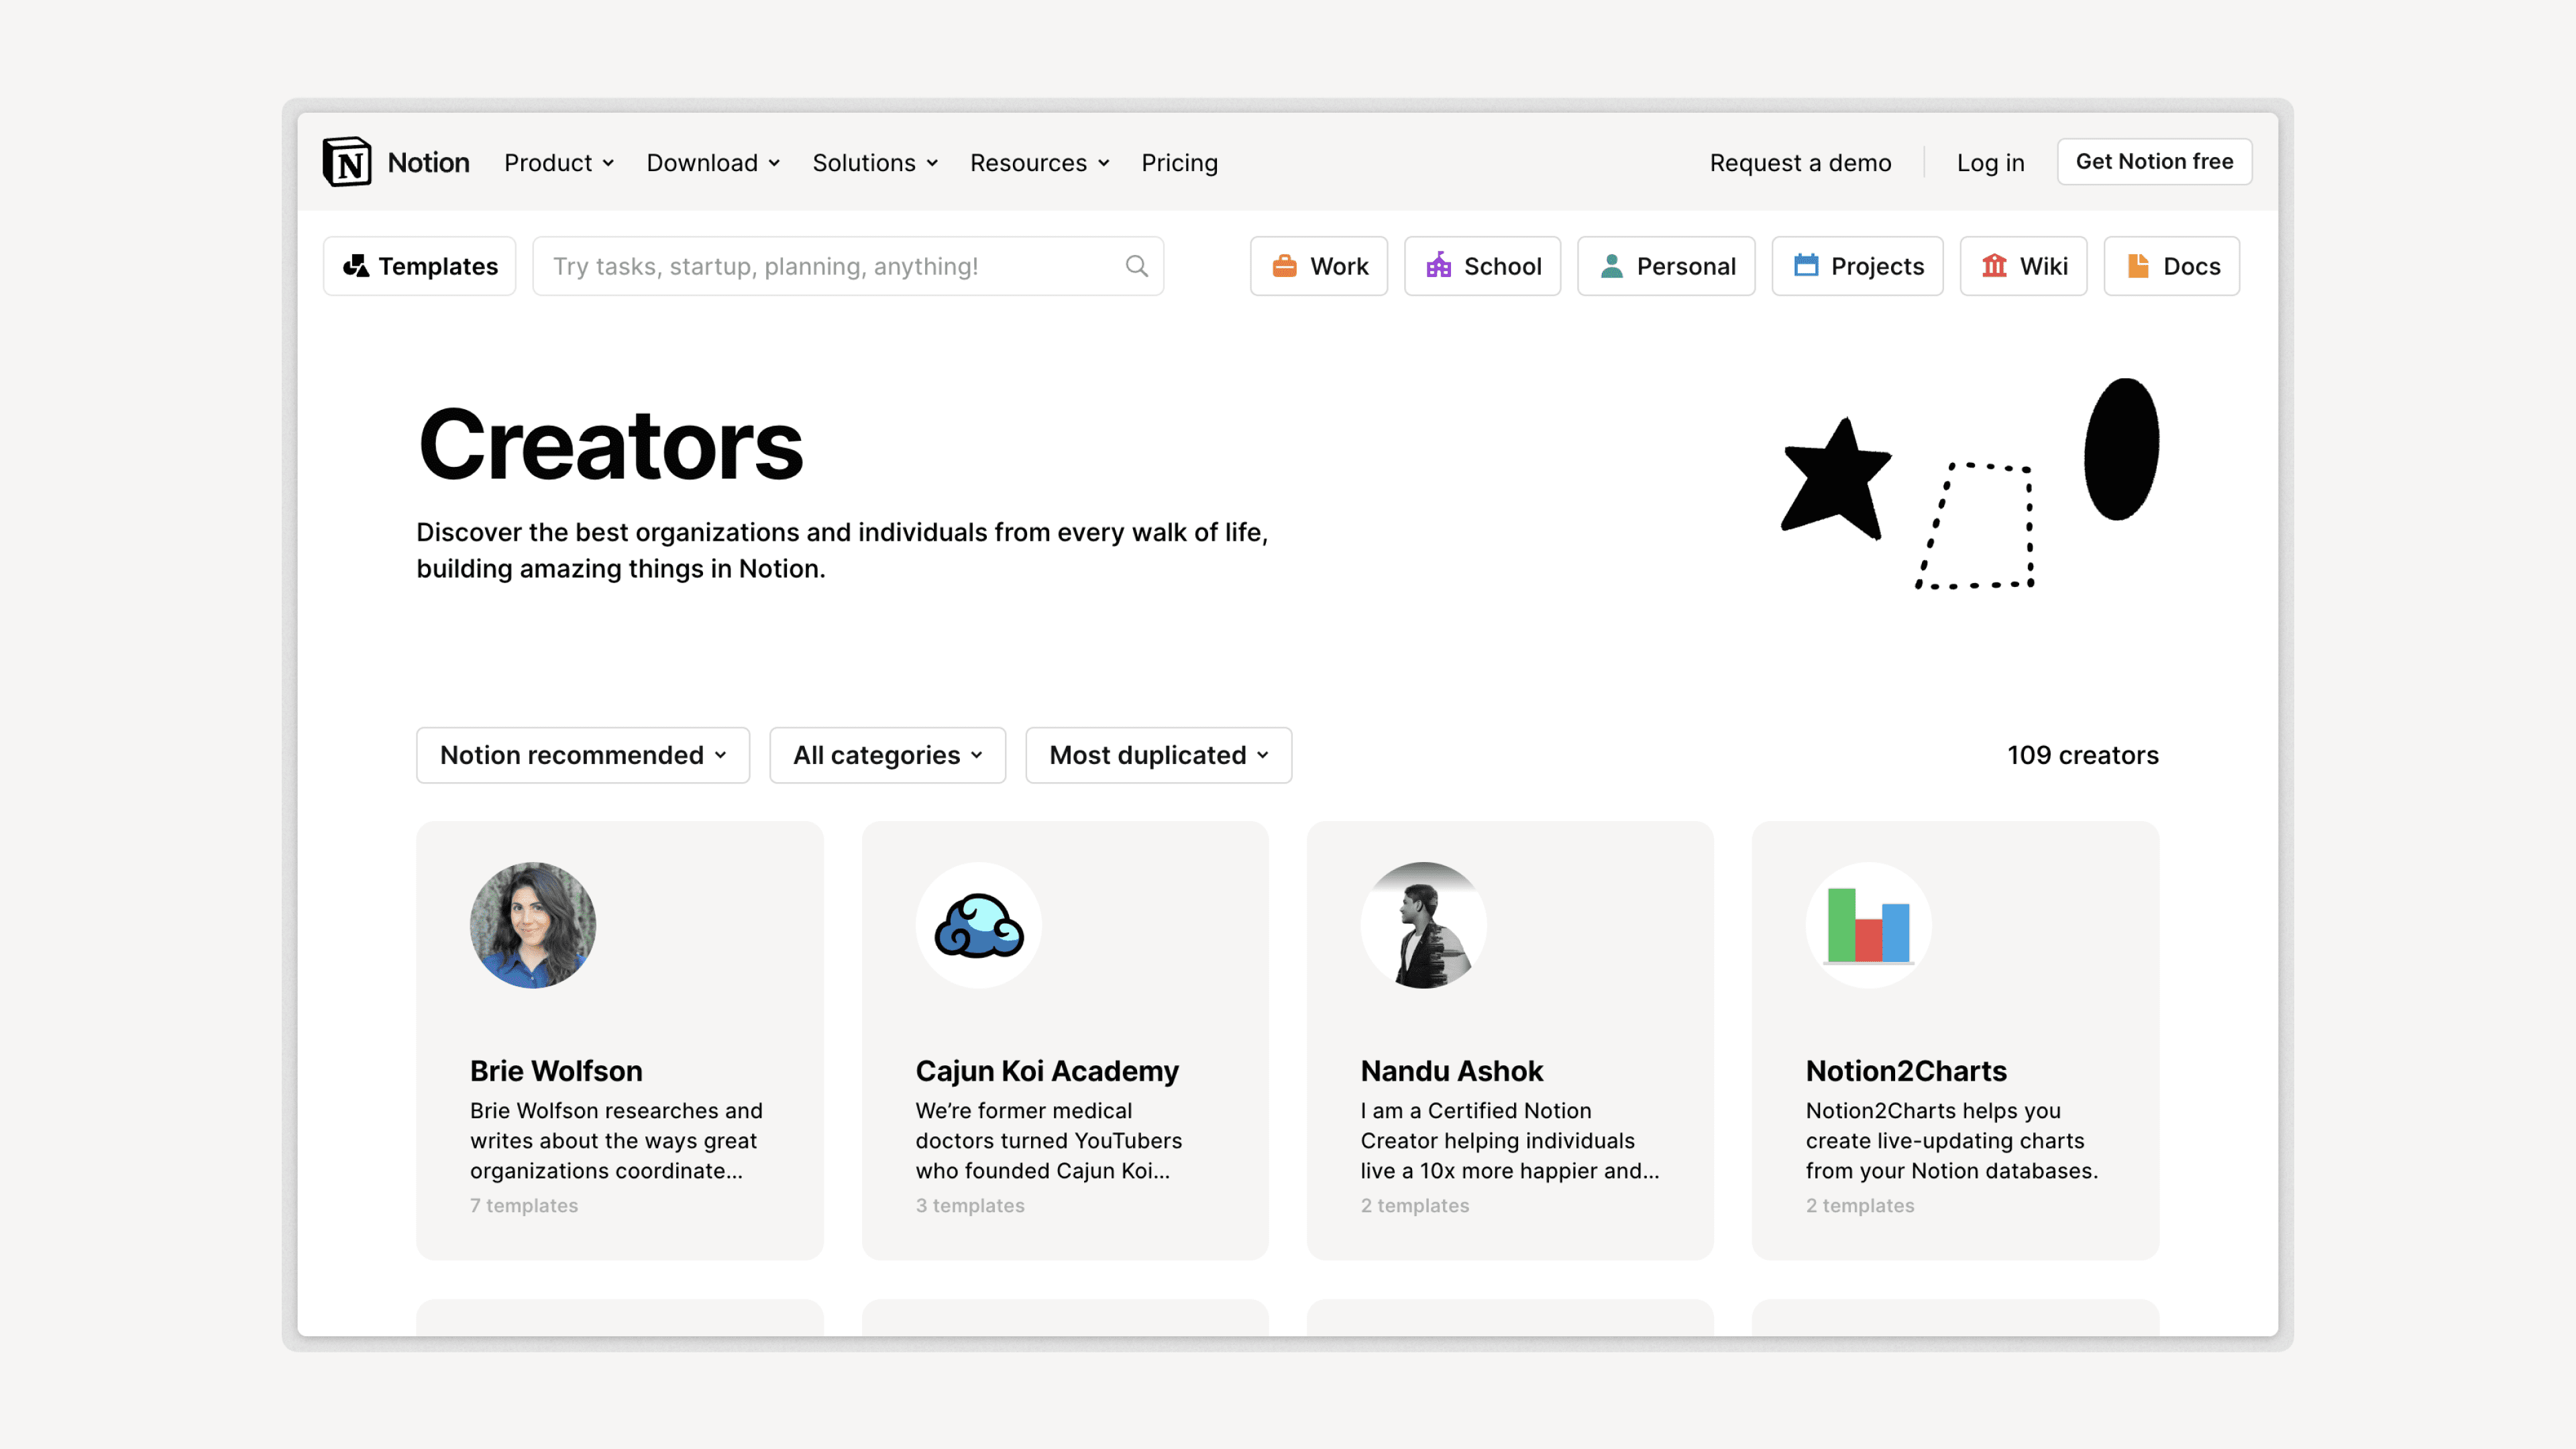 N Notion Product Download Solutions Resources Pricing Request a demo Log in Get Notion free
Templates Try tasks, startup, planning, anything! Work School Personal Projects Wiki Docs
Creators
Discover the best organizations and individuals from every walk of life,
building amazing things in Notion.
Notion recommended All categories Most duplicated 109 creators
Brie Wolfson
Brie Wolfson researches and
writes about the ways great
organizations coordinate...
7 templates
Cajun Koi Academy
We’re former medical
doctors turned YouTubers
who founded Cajun Koi...
3 templates
Nandu Ashok
I am a Certified Notion
Creator helping individuals
live a 10x more happier and...
2 templates
Notion2Charts
Notion2Charts helps you
create live-updating charts
from your Notion databases.
2 templates